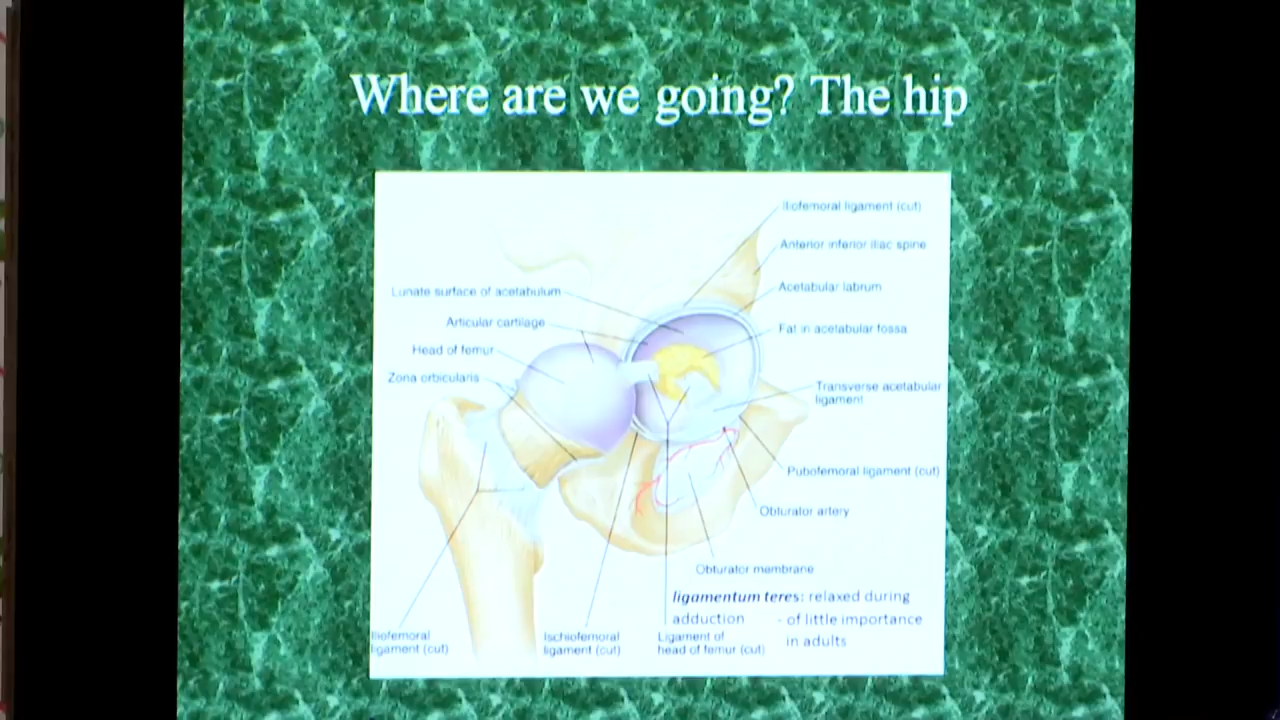 Where are we going? The hip
Iliofemoral ligament (cut)
Anterior inferior iliac spine
Lunate surface of acetabulum
Acetabular labrum
Articular cartilage
Fat in acetabular fossa
Head of femur
Zona orbicularis
Transverse acetabular
ligament
Pubofemoral ligament (cut)
Obturator artery
Obturator membrane
ligamentum teres: relaxed during
adduction - of little importance
in adults
Iliofemoral
ligament (cut)
Ischiofemoral
ligament (cut)
Ligament of
head of femur (cut)